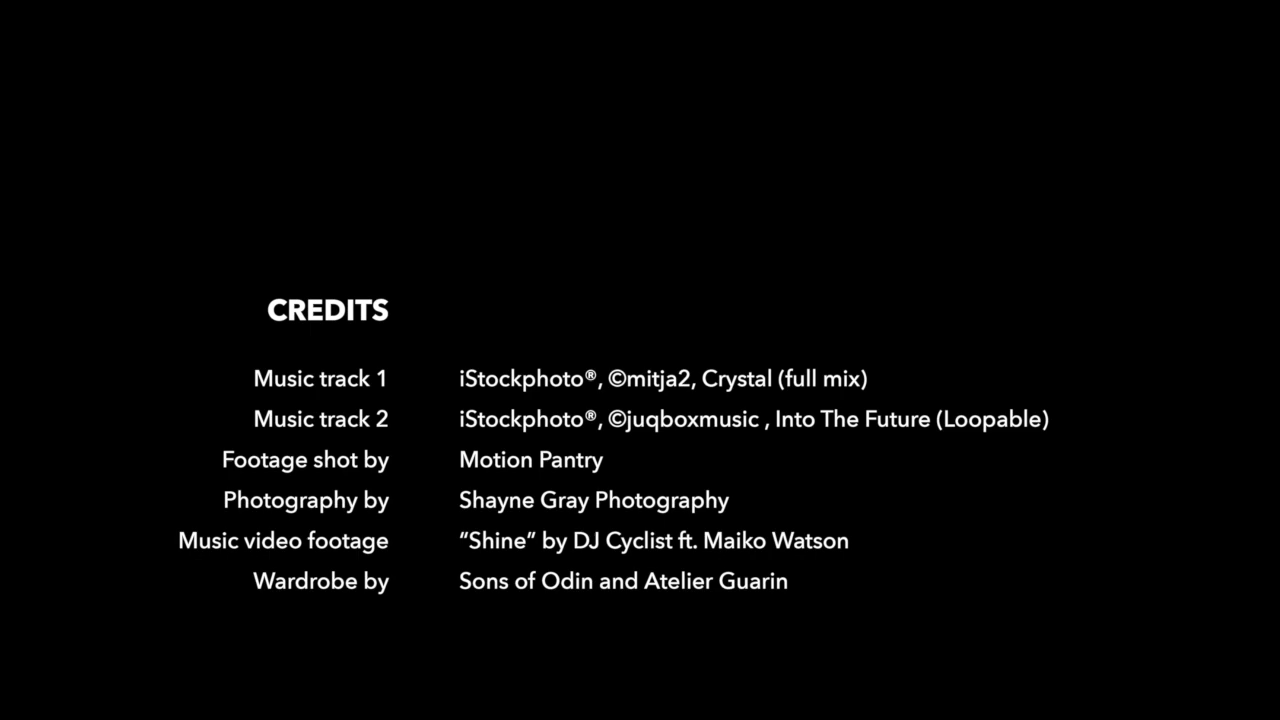 CREDITS
Music track 1 iStockphoto®, ©mitja2, Crystal (full mix)
Music track 2 iStockphoto®, ©juqboxmusic , Into The Future (Loopable)
Footage shot by Motion Pantry
Photography by Shayne Gray Photography
Music video footage “Shine” by DJ Cyclist ft. Maiko Watson
Wardrobe by Sons of Odin and Atelier Guarin